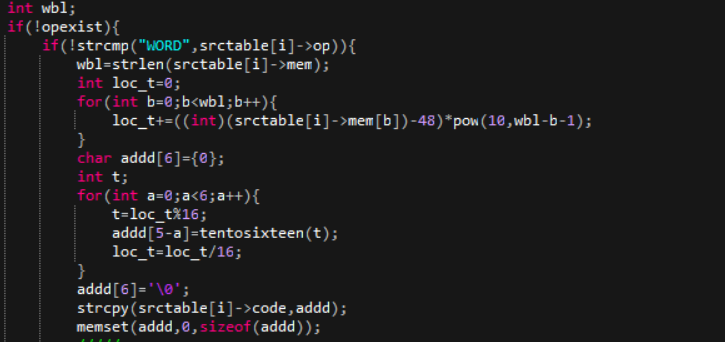 int wbl;
if(!opexist){
if(!strcmp("WORD",srctable[i]->op)){
wbl=strlen(srctable[i]->mem);
int loc_t=0;
for(int b=0;b<wbl;b++){
loc_t+=((int)(srctable[i]->mem[b])-48)*pow(10,wbl-b-1);
}
char addd[6]={0};
int t;
for(int a=0;a<6;a++){
t=loc_t%16;
addd[5-a]=tentosixteen(t);
loc_t=loc_t/16;
}
addd[6]='\0';
strcpy(srctable[i]->code,addd);
memset(addd,0,sizeof(addd));